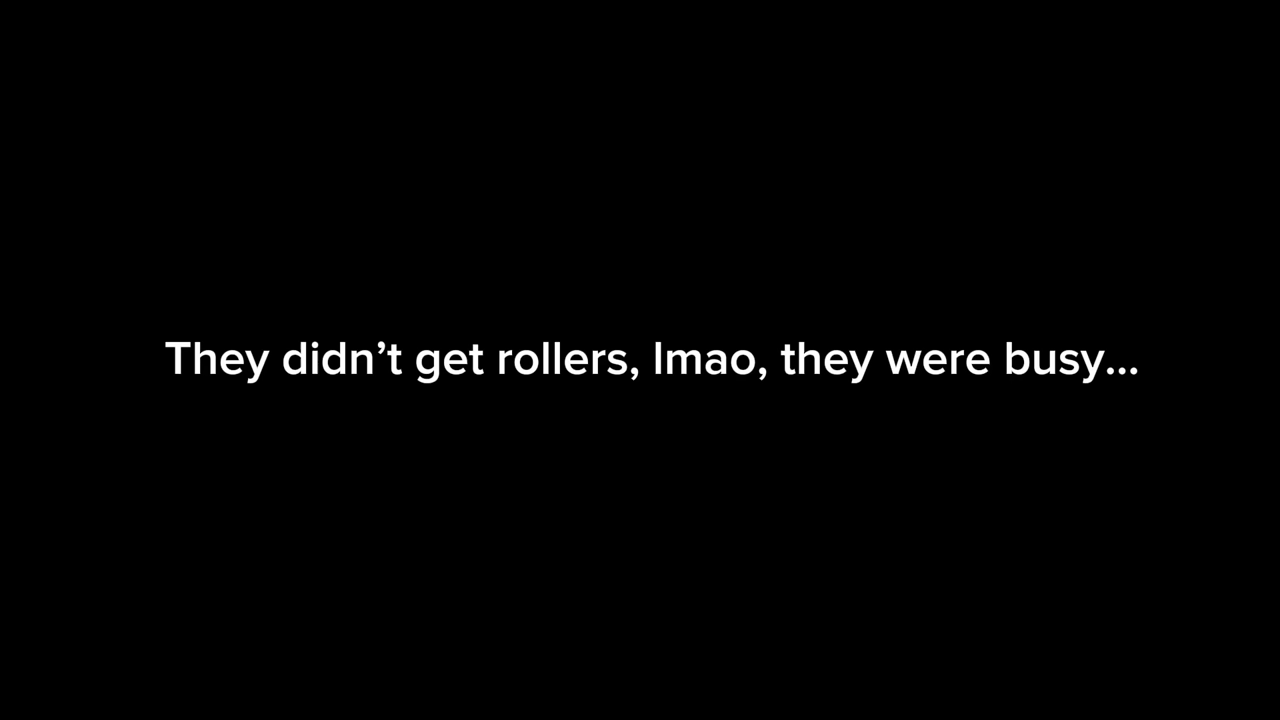 They didn’t get rollers, lmao, they were busy...